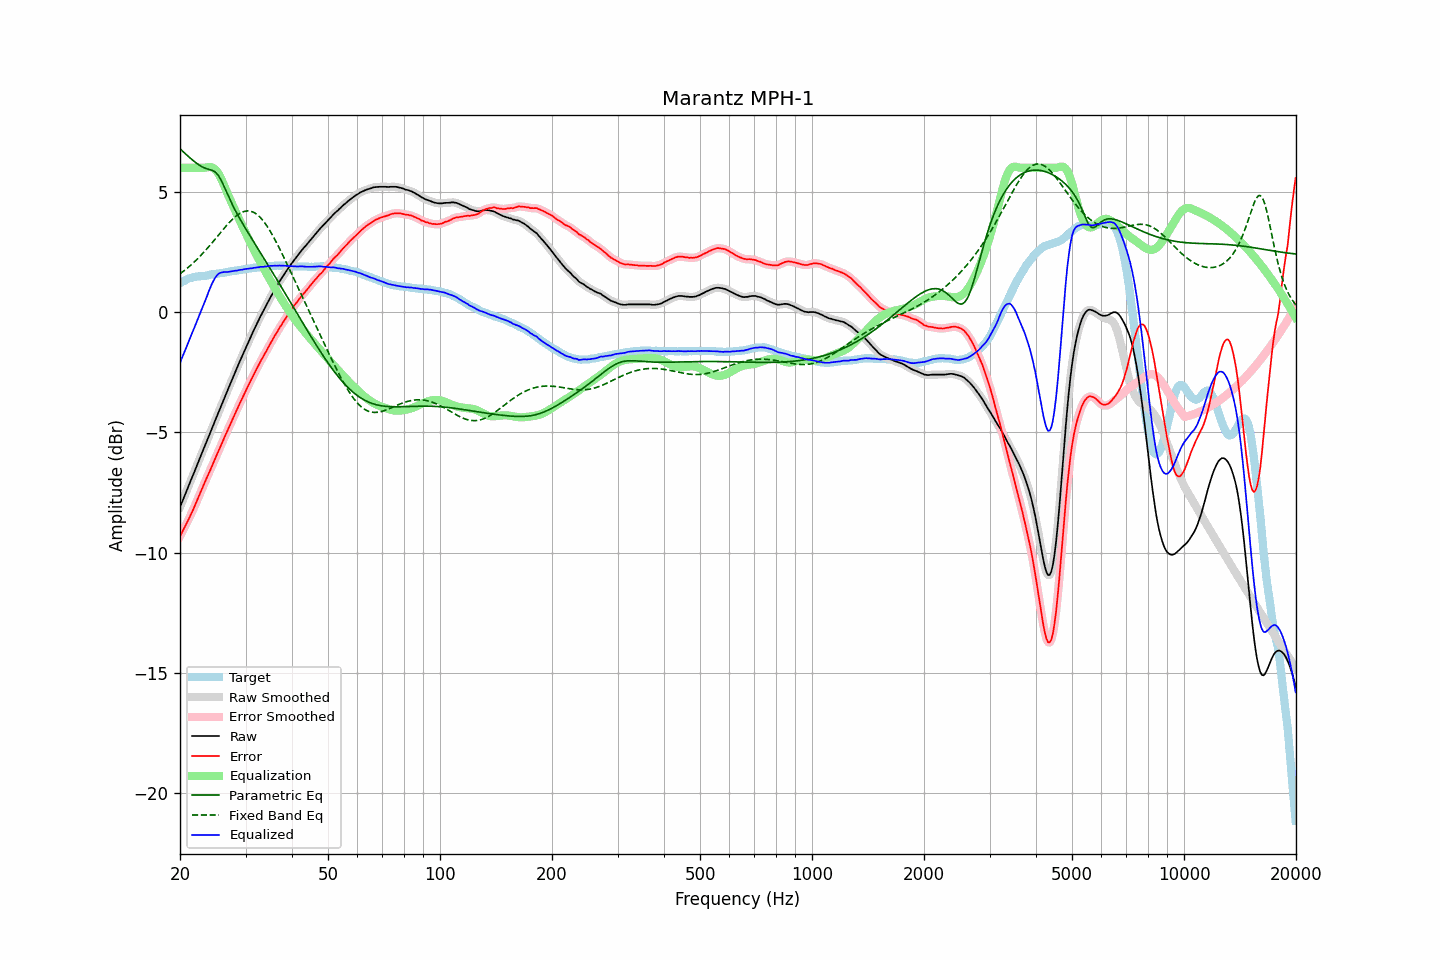 Marantz MPH-1
Amplitude (dBr)
5
0
−5
−10
−15
−20
Target
Raw Smoothed
Error Smoothed
Raw
Error
Equalization
Parametric Eq
Fixed Band Eq
Equalized
20 50 100 200 500 1000 2000 5000 10000 20000
Frequency (Hz)